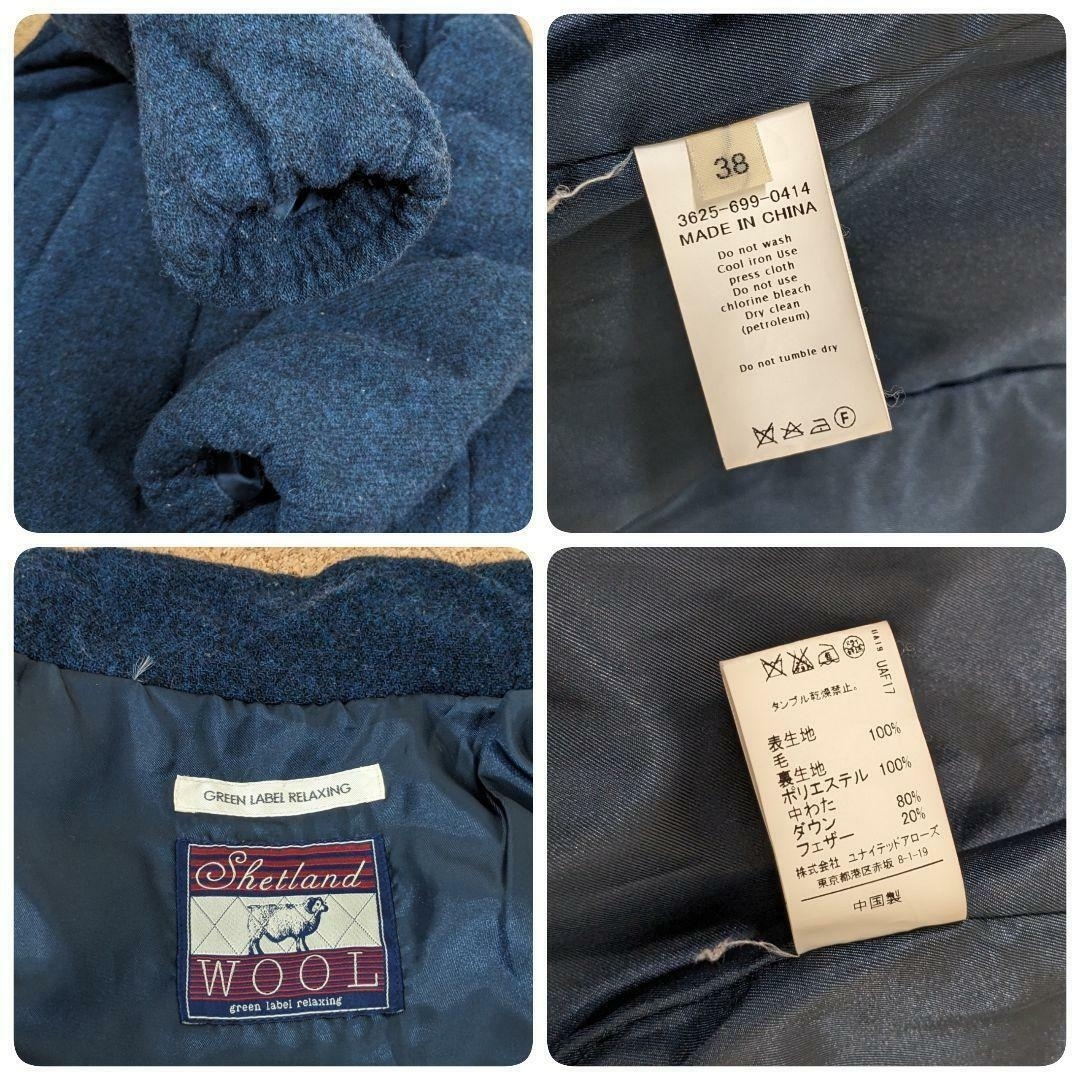 38
3625-699-0414
MADE IN CHINA
Do not wash
Cool iron Use
press cloth
Do not use
chlorine bleach
Dry clean
(petroleum)
Do not tumble dry
F
GREEN LABEL RELAXING
Shetland
WOOL
green label relaxing
UAF17
タンブル乾燥禁止。
表生地 100%
毛
裏生地
ポリエステル 100%
中わた
ダウン 80%
フェザー 20%
株式会社 ユナイテッドアローズ
東京都港区赤坂 8-1-19
中国製